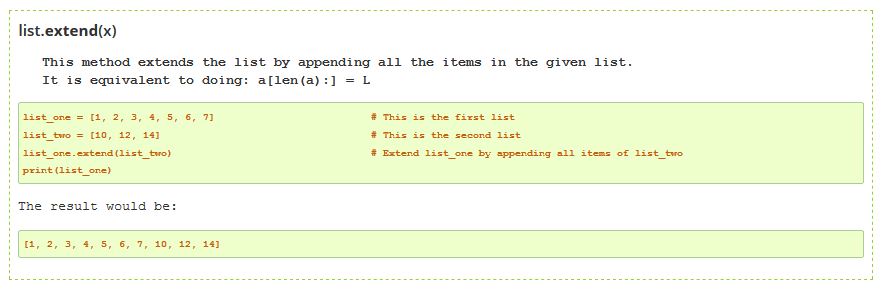 list.extend(x)
This method extends the list by appending all the items in the given list.
It is equivalent to doing: a[len(a):] = L
list_one = [1, 2, 3, 4, 5, 6, 7] # This is the first list
list_two = [10, 12, 14] # This is the second list
list_one.extend(list_two) # Extend list_one by appending all items of list_two
print(list_one)
The result would be:
[1, 2, 3, 4, 5, 6, 7, 10, 12, 14]